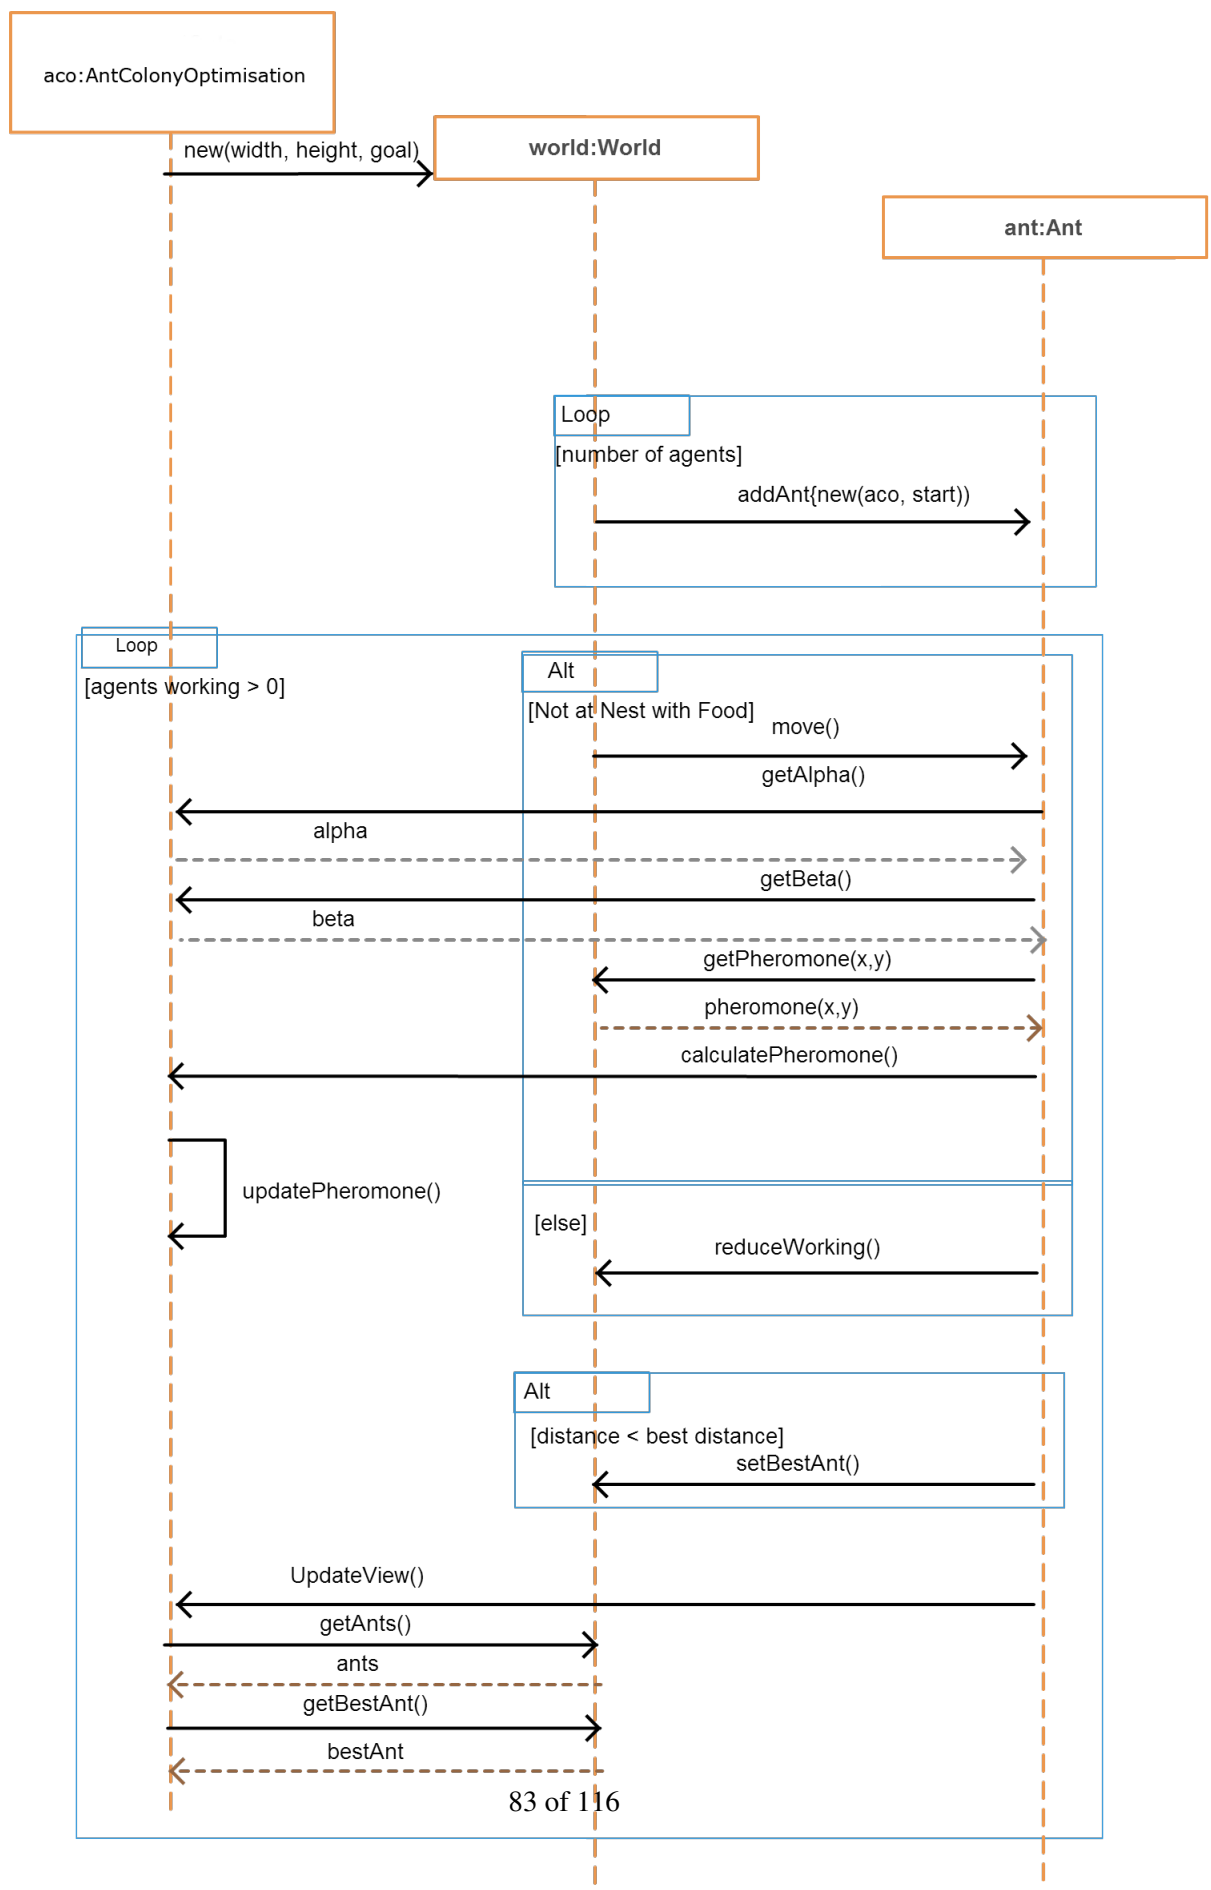 aco:AntColonyOptimisation
new(width, height, goal)
world:World
ant:Ant
Loop
[number of agents]
addAnt{new(aco, start))
Loop
[agents working > 0]
Alt
[Not at Nest with Food]
move()
getAlpha()
alpha
getBeta()
beta
getPheromone(x,y)
pheromone(x,y)
calculatePheromone()
updatePheromone()
[else]
reduceWorking()
Alt
[distance < best distance]
setBestAnt()
UpdateView()
getAnts()
ants
getBestAnt()
bestAnt
83 of 116